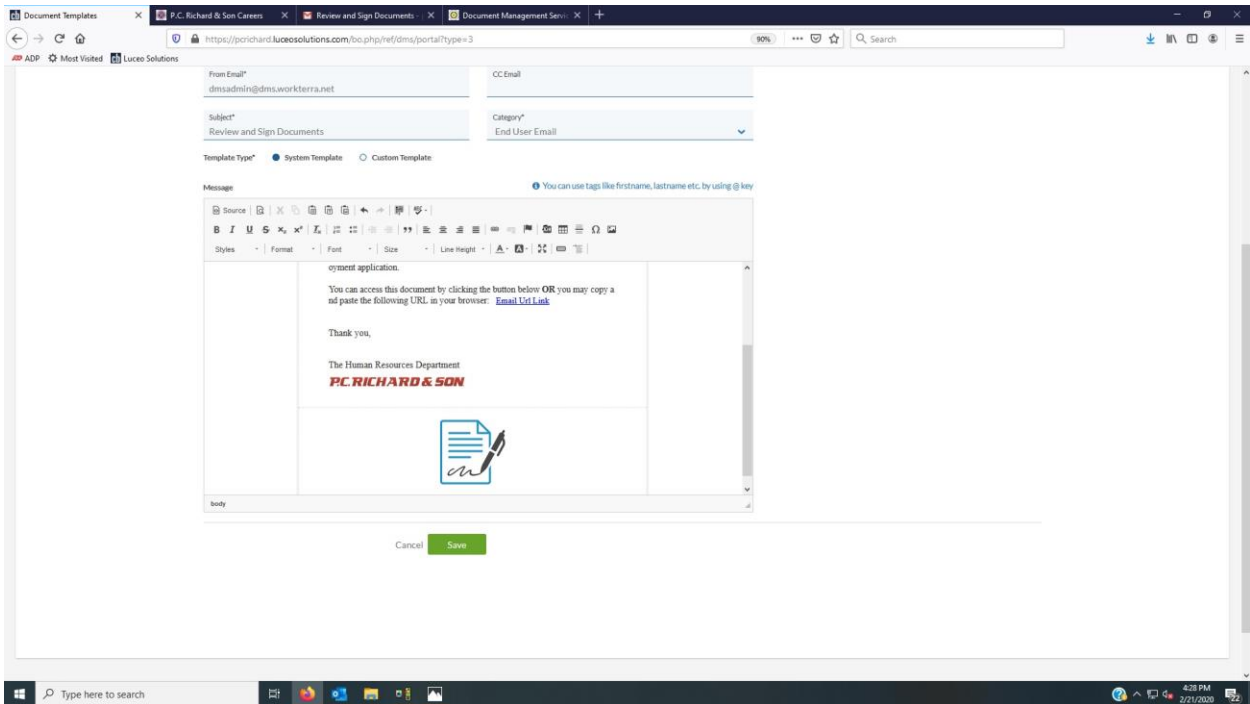 Document Templates
P.C. Richard & Son Careers
Review and Sign Documents -
Document Management Servic
https://pcrichard.luceosolutions.com/bo.php/ref/dms/portal?type=3
90%
Search
ADP
Most Visited
Luceo Solutions
From Email*
CC Email
dmsadmin@dms.workterra.net
Subject*
Category*
Review and Sign Documents
End User Email
Template Type*
System Template
Custom Template
Message
You can use tags like firstname, lastname etc. by using @ key
Source
B I U S x₂ x² Iₓ
Styles
Format
Font
Size
Line Height
A
A
oyment application.
You can access this document by clicking the button below OR you may copy a
nd paste the following URL in your browser: Email Url Link
Thank you,
The Human Resources Department
P.C. RICHARD & SON
body
Cancel
Save
Type here to search
4:28 PM
2/21/2020
22